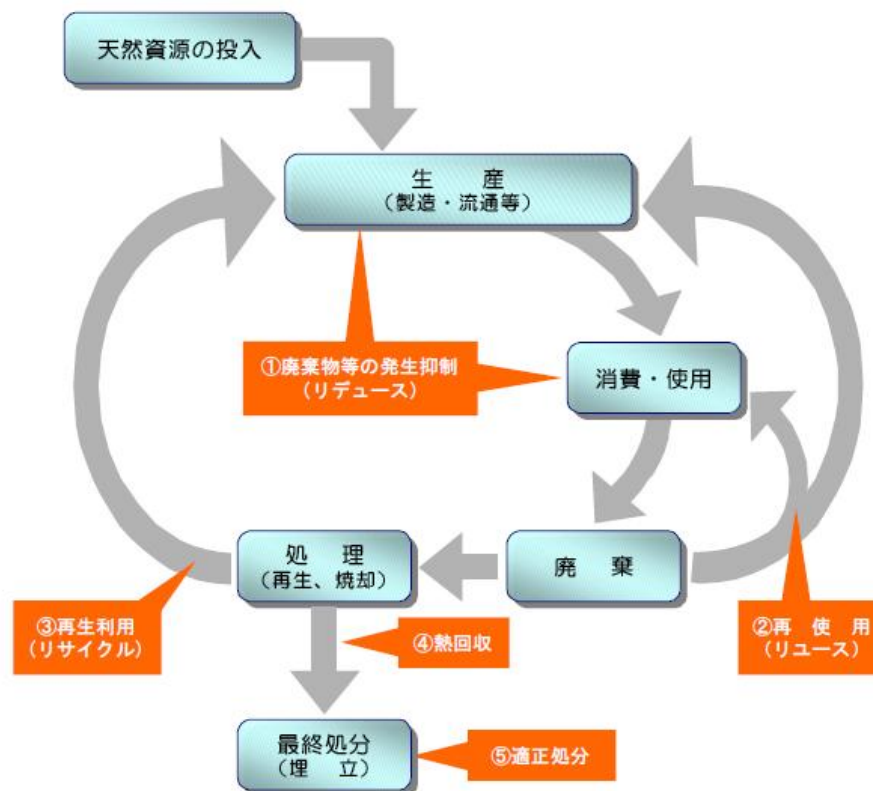 天然資源の投入
生　産
（製造・流通等）
①廃棄物等の発生抑制
（リデュース）
消費・使用
処　理
（再生、焼却）
廃　棄
③再生利用
（リサイクル）
④熱回収
②再　使　用
（リユース）
最終処分
（埋　立）
⑤適正処分